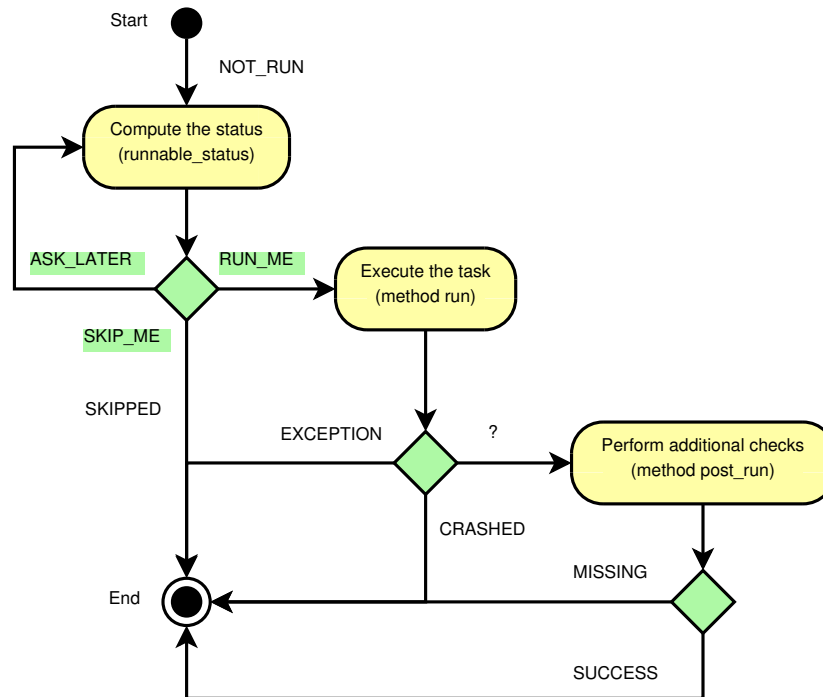 Start
NOT_RUN
Compute the status
(runnable_status)
ASK_LATER
RUN_ME
Execute the task
(method run)
SKIP_ME
SKIPPED
EXCEPTION
?
Perform additional checks
(method post_run)
CRASHED
MISSING
End
SUCCESS